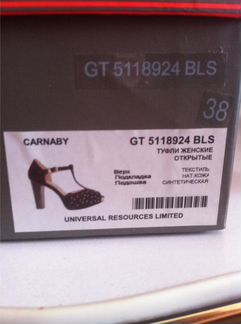 GT 5118924 BLS
38
CARNABY GT 5118924 BLS
ТУФЛИ ЖЕНСКИЕ
ОТКРЫТЫЕ
Верх ТЕКСТИЛЬ
Подкладка НАТ.КОЖА
Подошва СИНТЕТИЧЕСКАЯ
UNIVERSAL RESOURCES LIMITED